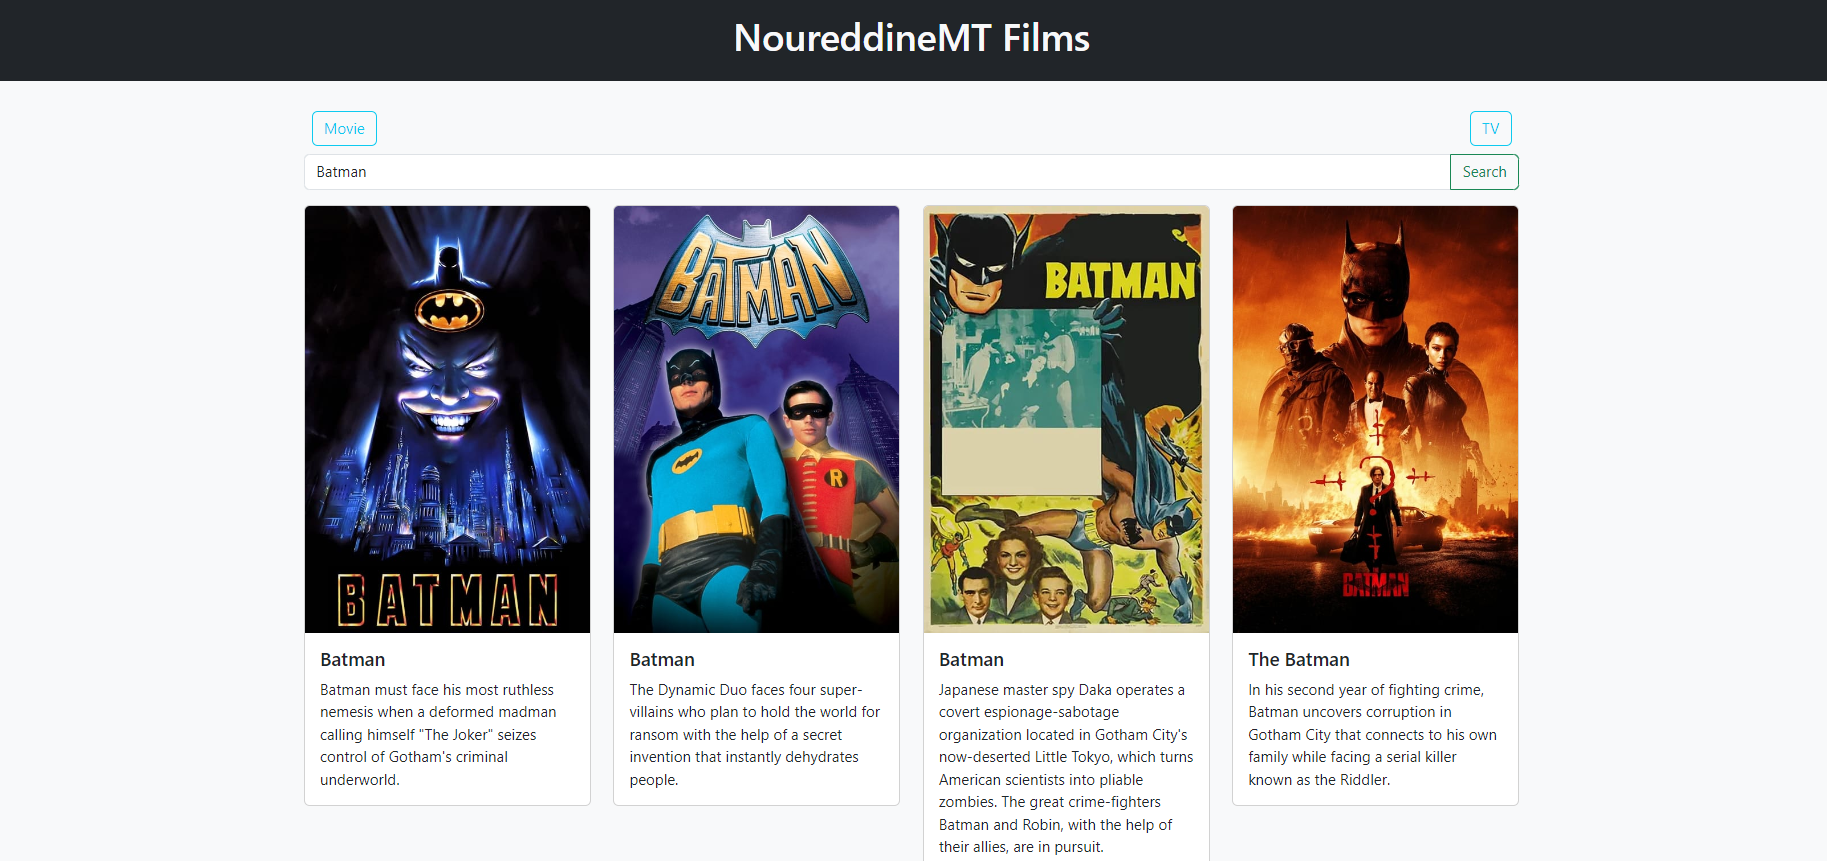 NoureddineMT Films
Movie
TV
Batman
Search
BATMAN
BATMAN
R
BATMAN
BATMAN
Batman
Batman must face his most ruthless
nemesis when a deformed madman
calling himself "The Joker" seizes
control of Gotham's criminal
underworld.
Batman
The Dynamic Duo faces four super-
villains who plan to hold the world for
ransom with the help of a secret
invention that instantly dehydrates
people.
Batman
Japanese master spy Daka operates a
covert espionage-sabotage
organization located in Gotham City's
now-deserted Little Tokyo, which turns
American scientists into pliable
zombies. The great crime-fighters
Batman and Robin, with the help of
their allies, are in pursuit.
The Batman
In his second year of fighting crime,
Batman uncovers corruption in
Gotham City that connects to his own
family while facing a serial killer
known as the Riddler.